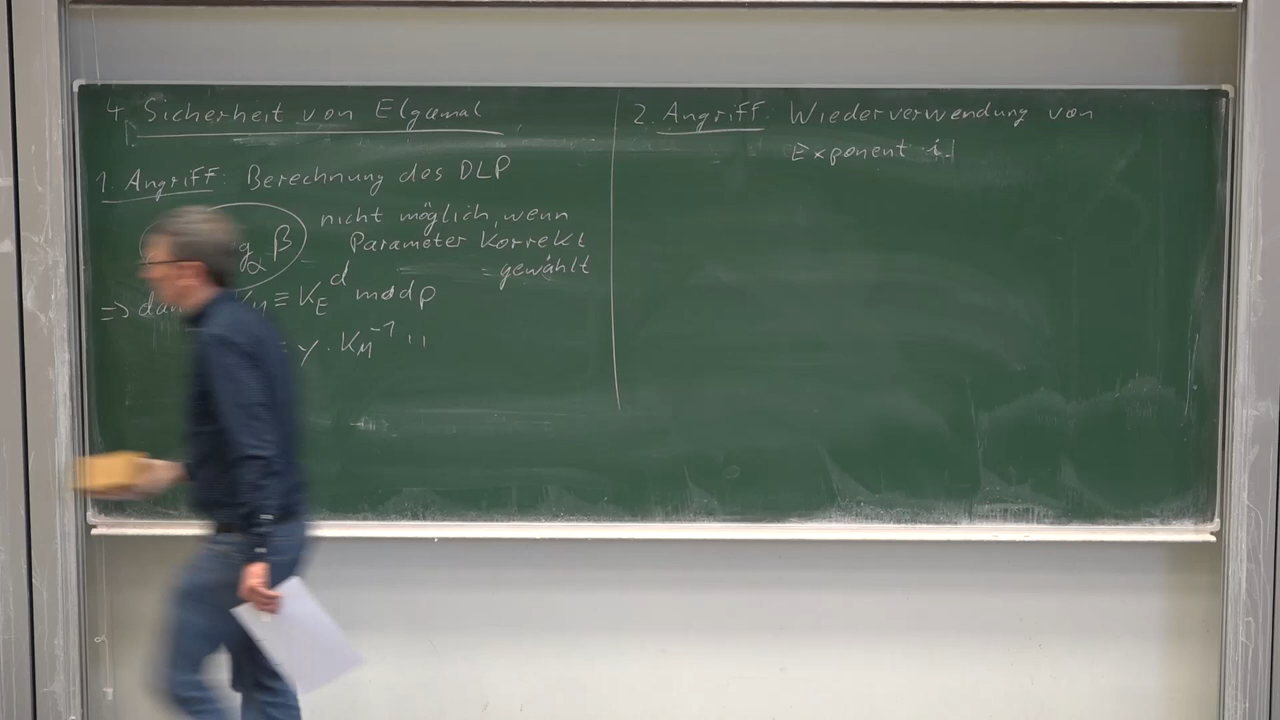 4. Sicherheit von Elgamal
1. Angriff: Berechnung des DLP
β nicht möglich, wenn
α Parameter korrekt
gewählt
=> K_E^d mod p
y · K_M^-1 "
2. Angriff: Wiederverwendung von
Exponent i!